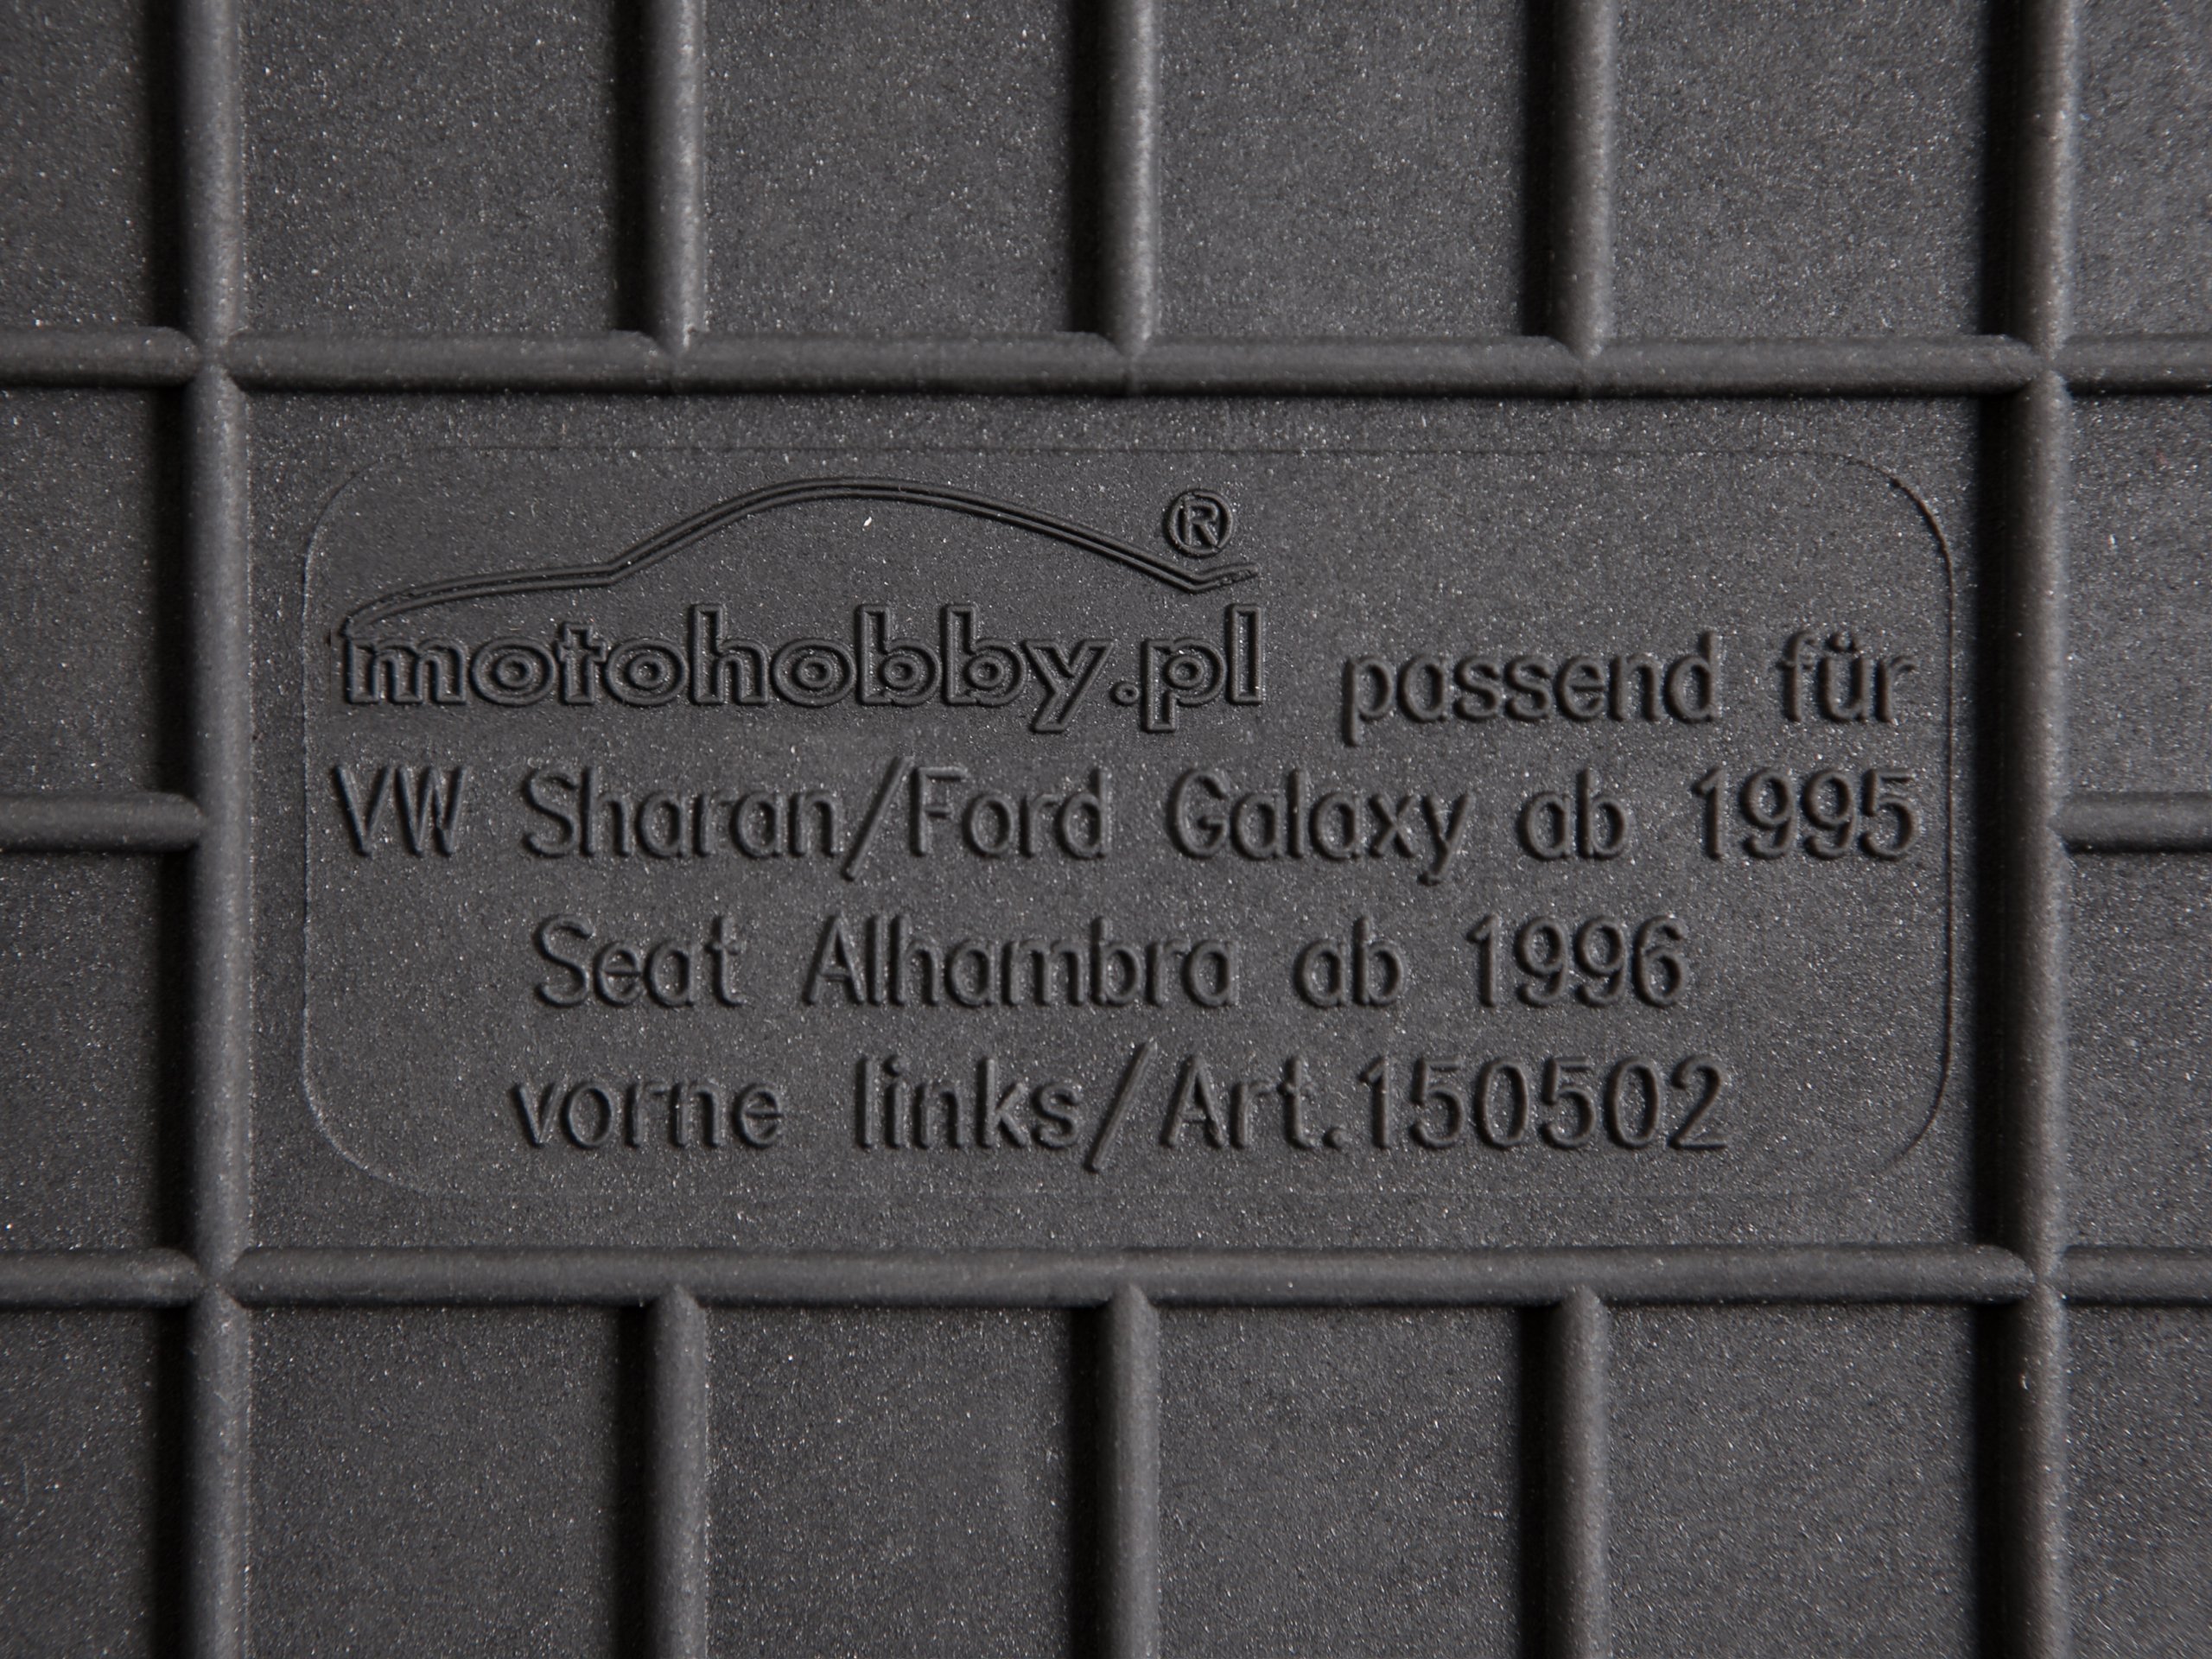 motohobby.pl® passend für
VW Sharan/Ford Galaxy ab 1995
Seat Alhambra ab 1996
vorne links/Art.150502